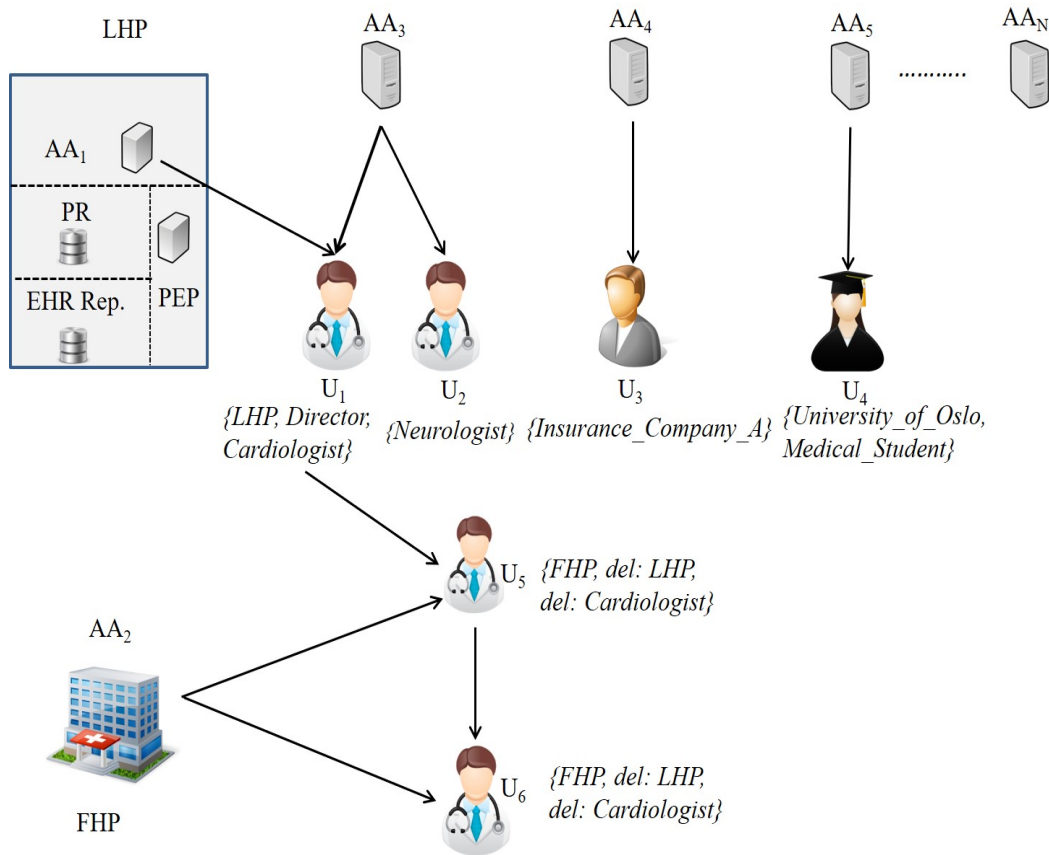 LHP
AA3
AA4
AA5
AAN
...........
AA1
PR
EHR Rep.
PEP
U1
U2
U3
U4
{LHP, Director,
Cardiologist}
{Neurologist}
{Insurance_Company_A}
{University_of_Oslo,
Medical_Student}
U5
{FHP, del: LHP,
del: Cardiologist}
AA2
FHP
U6
{FHP, del: LHP,
del: Cardiologist}